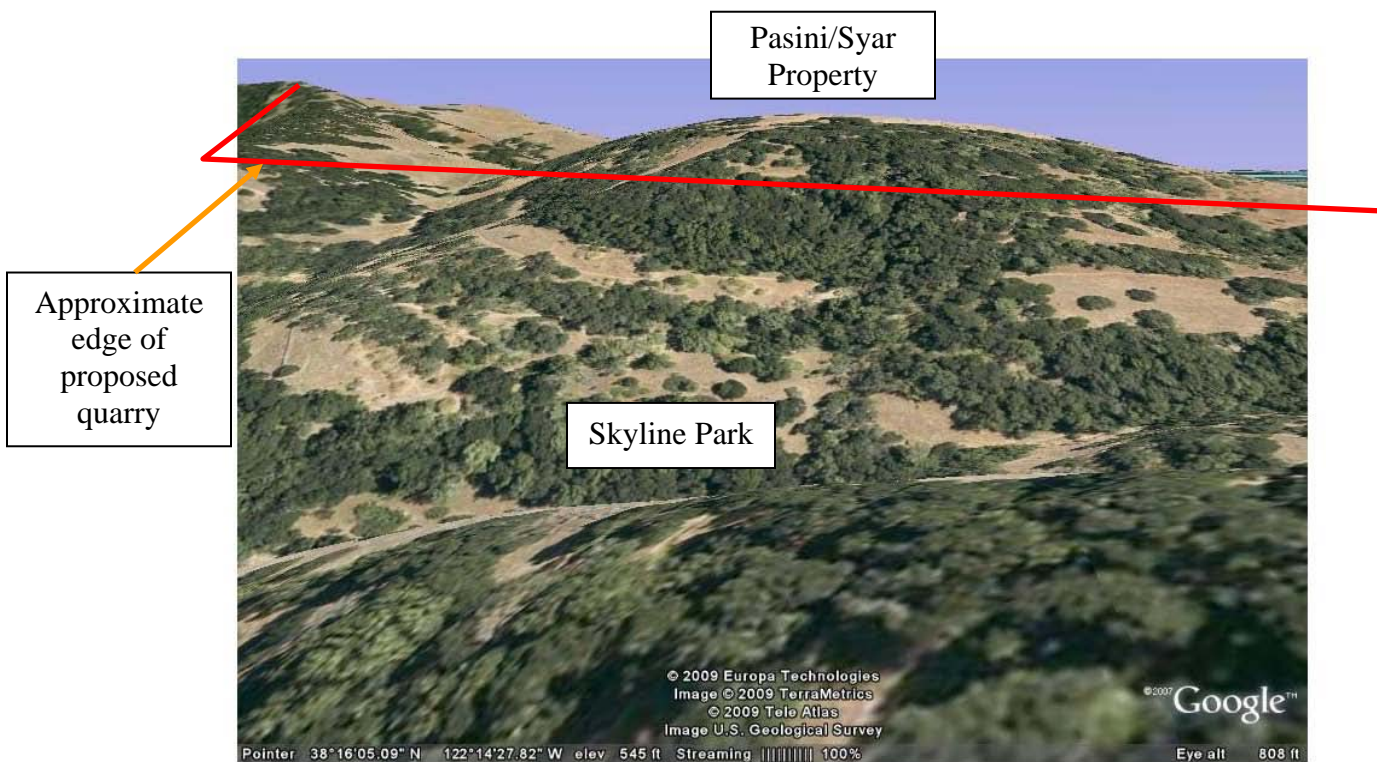 Pasini/Syar
Property
Approximate
edge of
proposed
quarry
Skyline Park
© 2009 Europa Technologies
Image © 2009 TerraMetrics
© 2009 Tele Atlas
Image U.S. Geological Survey
©2007 Google™
Pointer 38°16'05.09" N 122°14'27.82" W elev 545 ft Streaming |||||||||| 100% Eye alt 808 ft